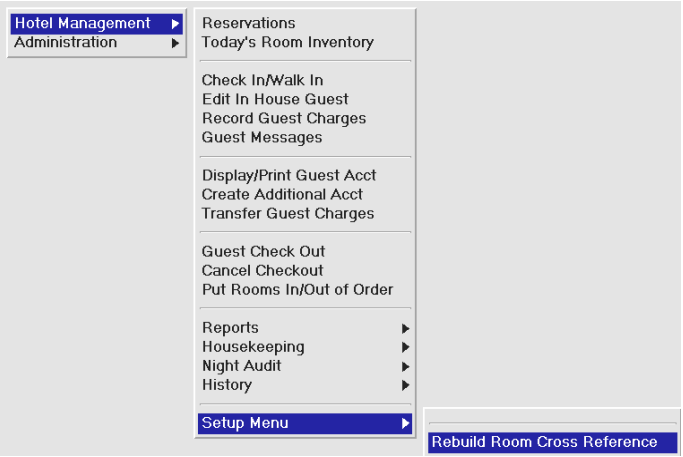 Hotel Management
Administration
Reservations
Today's Room Inventory
Check In/Walk In
Edit In House Guest
Record Guest Charges
Guest Messages
Display/Print Guest Acct
Create Additional Acct
Transfer Guest Charges
Guest Check Out
Cancel Checkout
Put Rooms In/Out of Order
Reports
Housekeeping
Night Audit
History
Setup Menu
Rebuild Room Cross Reference